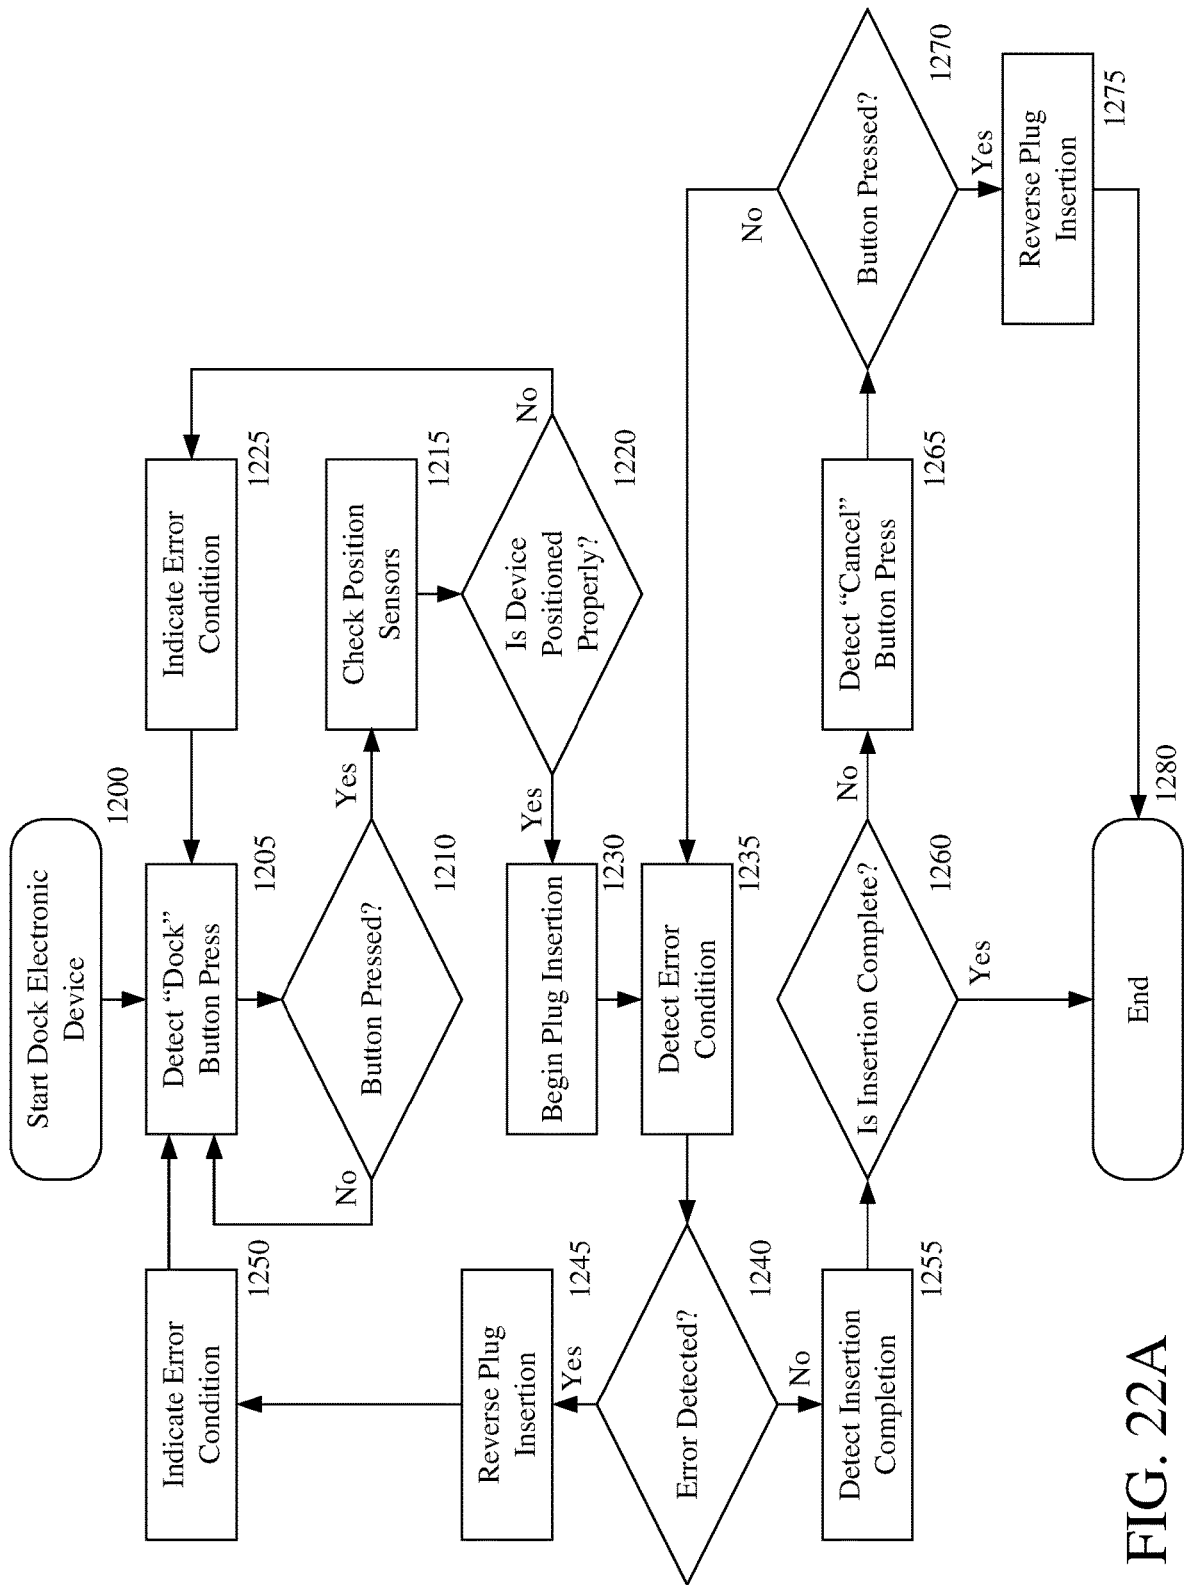 Start Dock Electronic
Device
1200
Detect “Dock”
Button Press
1205
Button Pressed?
1210
No
Yes
Check Position
Sensors
1215
Is Device
Positioned
Properly?
1220
No
Yes
Indicate Error
Condition
1225
Begin Plug Insertion
1230
Detect Error
Condition
1235
Error Detected?
1240
Yes
No
Reverse Plug
Insertion
1245
Indicate Error
Condition
1250
Detect Insertion
Completion
1255
Is Insertion Complete?
1260
No
Yes
Detect “Cancel”
Button Press
1265
Button Pressed?
1270
No
Yes
Reverse Plug
Insertion
1275
End
1280
FIG. 22A